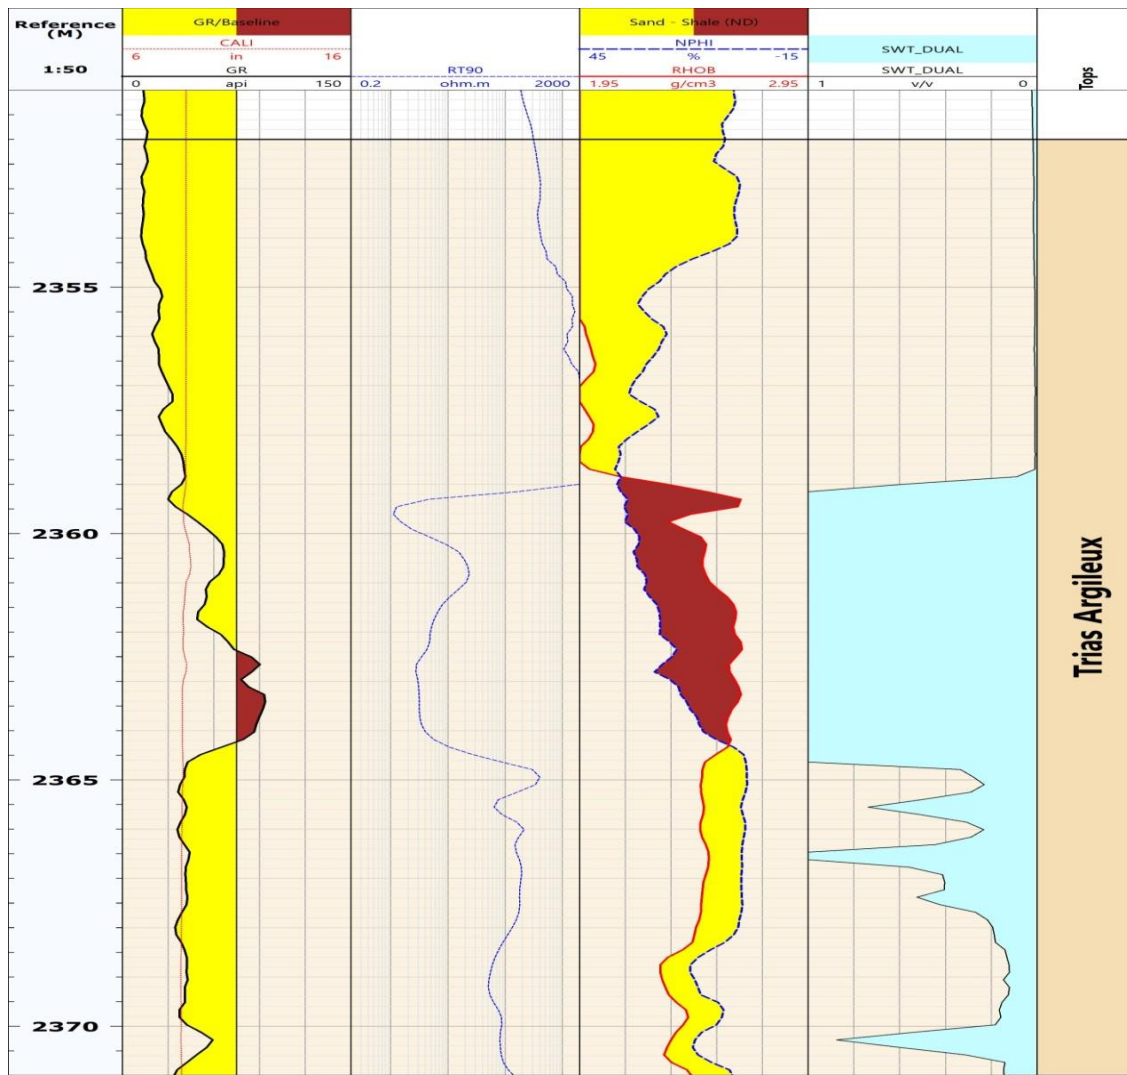 Reference
(M)
1:50
GR/Baseline
CALI
6 in 16
GR
0 api 150
RT90
0.2 ohm.m 2000
Sand - Shale (ND)
NPHI
45 % -15
RHOB
1.95 g/cm3 2.95
SWT_DUAL
SWT_DUAL
1 v/v 0
Tops
2355
2360
2365
2370
Trias Argileux